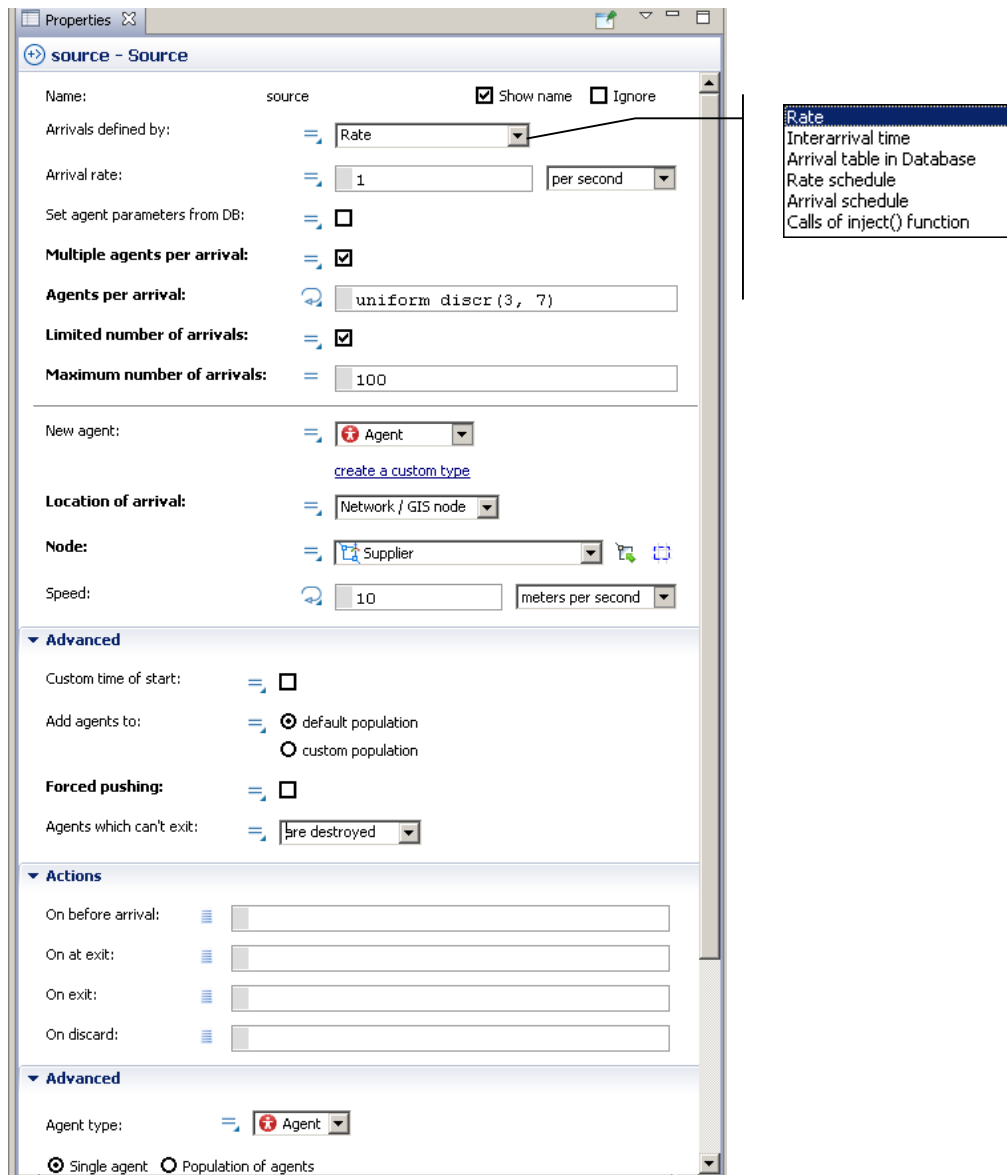 Properties
source - Source
Name: source Show name Ignore
Arrivals defined by: Rate
Arrival rate: 1 per second
Set agent parameters from DB:
Multiple agents per arrival:
Agents per arrival: uniform discr(3, 7)
Limited number of arrivals:
Maximum number of arrivals: 100
New agent: Agent
create a custom type
Location of arrival: Network / GIS node
Node: Supplier
Speed: 10 meters per second
Advanced
Custom time of start:
Add agents to: default population
custom population
Forced pushing:
Agents which can't exit: are destroyed
Actions
On before arrival:
On at exit:
On exit:
On discard:
Advanced
Agent type: Agent
Single agent Population of agents
Rate
Interarrival time
Arrival table in Database
Rate schedule
Arrival schedule
Calls of inject() function